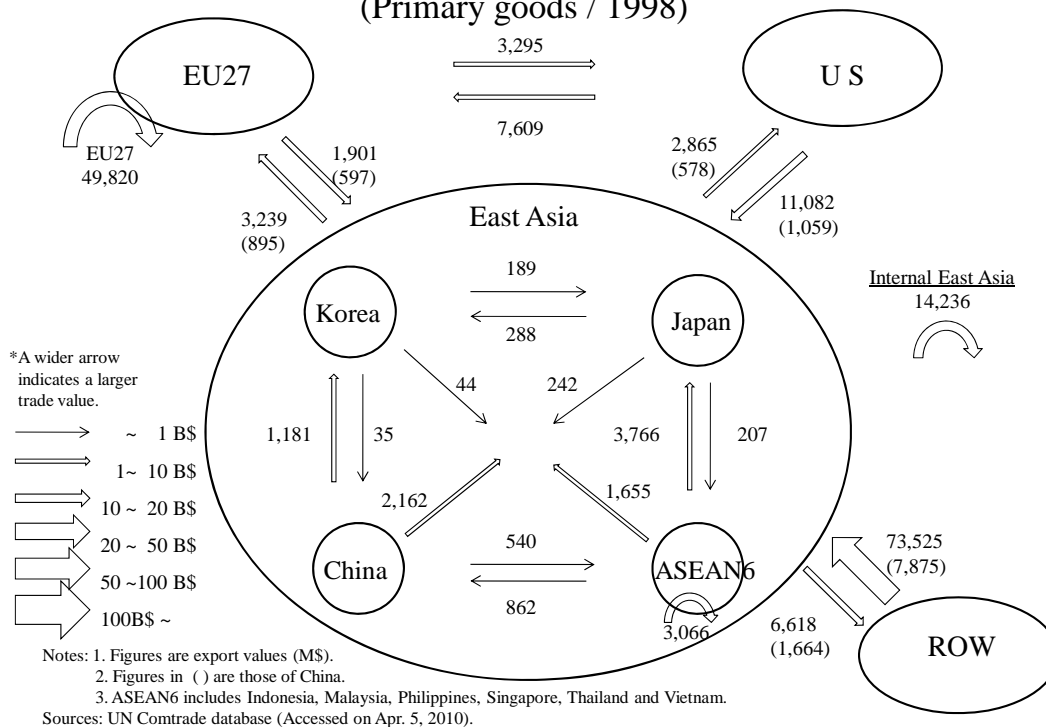 (Primary goods / 1998)
EU27
U S
3,295
7,609
EU27
49,820
1,901
(597)
3,239
(895)
2,865
(578)
11,082
(1,059)
East Asia
Internal East Asia
14,236
Korea
189
288
Japan
*A wider arrow
indicates a larger
trade value.
44
242
1,181
35
3,766
207
2,162
1,655
~ 1 B$
1~ 10 B$
10 ~ 20 B$
20 ~ 50 B$
50 ~100 B$
100B$ ~
China
540
862
ASEAN6
3,066
73,525
(7,875)
6,618
(1,664)
ROW
Notes: 1. Figures are export values (M$).
2. Figures in ( ) are those of China.
3. ASEAN6 includes Indonesia, Malaysia, Philippines, Singapore, Thailand and Vietnam.
Sources: UN Comtrade database (Accessed on Apr. 5, 2010).